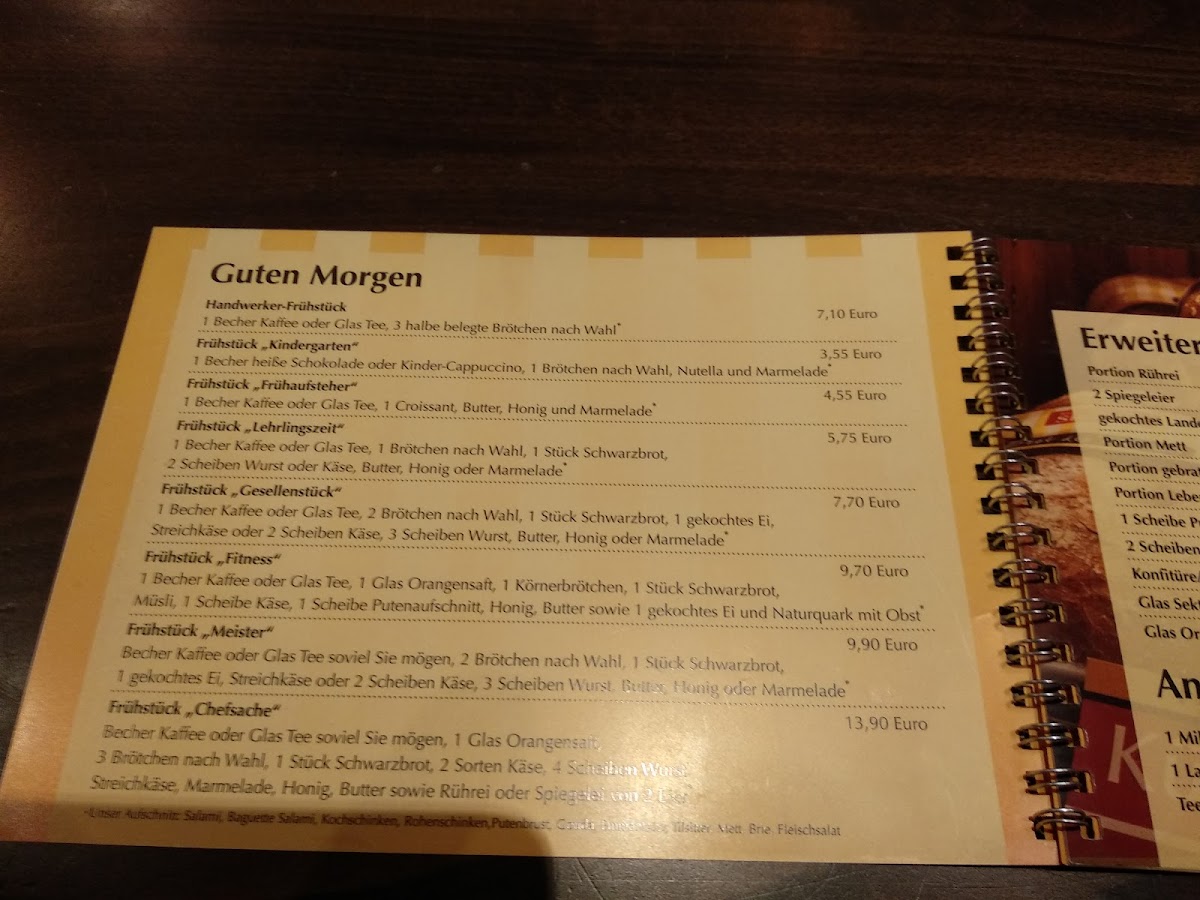 Guten Morgen
Handwerker-Frühstück
7,10 Euro
1 Becher Kaffee oder Glas Tee, 3 halbe belegte Brötchen nach Wahl*
Frühstück „Kindergarten“
3,55 Euro
1 Becher heiße Schokolade oder Kinder-Cappuccino, 1 Brötchen nach Wahl, Nutella und Marmelade*
Frühstück „Frühaufsteher“
4,55 Euro
1 Becher Kaffee oder Glas Tee, 1 Croissant, Butter, Honig und Marmelade*
Frühstück „Lehrlingszeit“
5,75 Euro
1 Becher Kaffee oder Glas Tee, 1 Brötchen nach Wahl, 1 Stück Schwarzbrot,
2 Scheiben Wurst oder Käse, Butter, Honig oder Marmelade*
Frühstück „Gesellenstück“
7,70 Euro
1 Becher Kaffee oder Glas Tee, 2 Brötchen nach Wahl, 1 Stück Schwarzbrot, 1 gekochtes Ei,
Streichkäse oder 2 Scheiben Käse, 3 Scheiben Wurst, Butter, Honig oder Marmelade*
Frühstück „Fitness“
9,70 Euro
1 Becher Kaffee oder Glas Tee, 1 Glas Orangensaft, 1 Körnerbrötchen, 1 Stück Schwarzbrot,
Müsli, 1 Scheibe Käse, 1 Scheibe Putenaufschnitt, Honig, Butter sowie 1 gekochtes Ei und Naturquark mit Obst*
Frühstück „Meister“
9,90 Euro
Becher Kaffee oder Glas Tee soviel Sie mögen, 2 Brötchen nach Wahl, 1 Stück Schwarzbrot,
1 gekochtes Ei, Streichkäse oder 2 Scheiben Käse, 3 Scheiben Wurst, Butter, Honig oder Marmelade*
Frühstück „Chefsache“
13,90 Euro
Becher Kaffee oder Glas Tee soviel Sie mögen, 1 Glas Orangensaft,
3 Brötchen nach Wahl, 1 Stück Schwarzbrot, 2 Sorten Käse, 4 Scheiben Wurst,
Streichkäse, Marmelade, Honig, Butter sowie Rührei oder Spiegelei von 2 Eier*
*Unser Aufschnitt: Salami, Baguette Salami, Kochschinken, Rohenschinken,Putenbrust, Gouda, Tilsitter, Mett, Brie, Fleischsalat
Erweiter
Portion Rührei
2 Spiegeleier
gekochtes Lande
Portion Mett
Portion gebrat
Portion Lebe
1 Scheibe P
2 Scheiben
Konfitüre
Glas Sekt
Glas Or
An
1 Mil
1 La
Tee
K